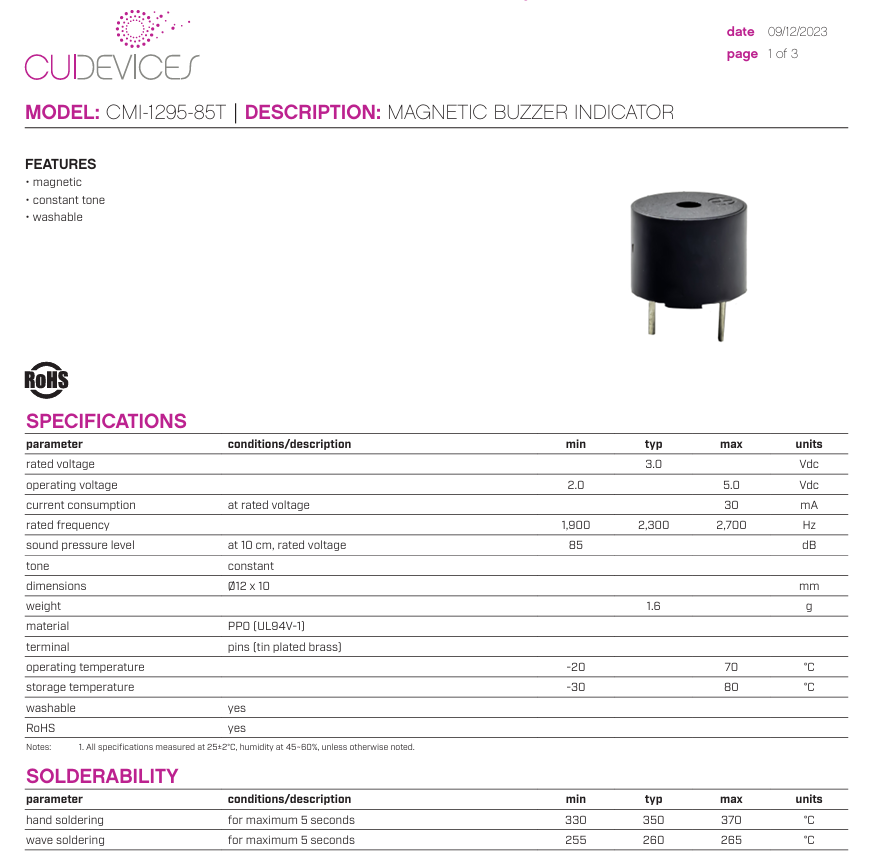 CUIDEVICES
date 09/12/2023
page 1 of 3
MODEL: CMI-1295-85T | DESCRIPTION: MAGNETIC BUZZER INDICATOR
FEATURES
• magnetic
• constant tone
• washable
RoHS
SPECIFICATIONS
parameter conditions/description min typ max units
rated voltage 3.0 Vdc
operating voltage 2.0 5.0 Vdc
current consumption at rated voltage 30 mA
rated frequency 1,900 2,300 2,700 Hz
sound pressure level at 10 cm, rated voltage 85 dB
tone constant
dimensions Ø12 x 10 mm
weight 1.6 g
material PPO (UL94V-1)
terminal pins (tin plated brass)
operating temperature -20 70 °C
storage temperature -30 80 °C
washable yes
RoHS yes
Notes: 1. All specifications measured at 25±2°C, humidity at 45~60%, unless otherwise noted.
SOLDERABILITY
parameter conditions/description min typ max units
hand soldering for maximum 5 seconds 330 350 370 °C
wave soldering for maximum 5 seconds 255 260 265 °C